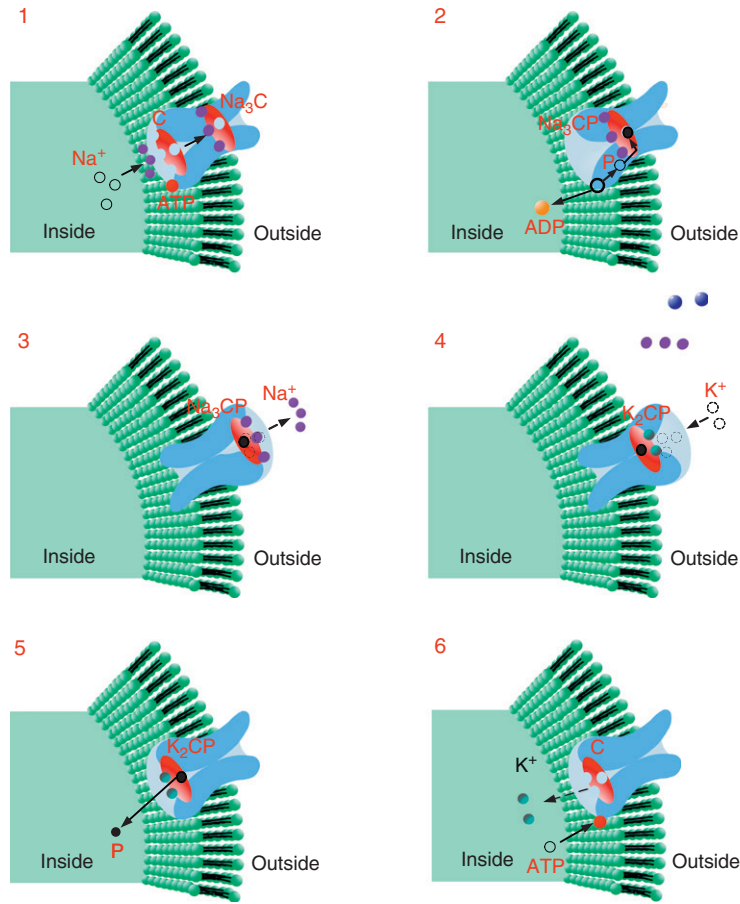 1
Na₃C
C
Na⁺
ATP
Inside
Outside
2
Na₃CP
P
ADP
Inside
Outside
3
Na⁺
Na₃CP
Inside
Outside
4
K⁺
K₂CP
Inside
Outside
5
K₂CP
P
Inside
Outside
6
C
K⁺
ATP
Inside
Outside